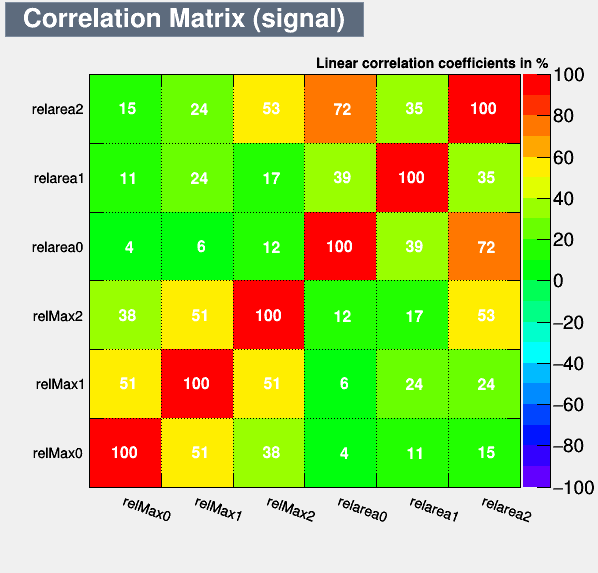 Correlation Matrix (signal)
Linear correlation coefficients in %
relarea2 15 24 53 72 35 100
relarea1 11 24 17 39 100 35
relarea0 4 6 12 100 39 72
relMax2 38 51 100 12 17 53
relMax1 51 100 51 6 24 24
relMax0 100 51 38 4 11 15
relMax0 relMax1 relMax2 relarea0 relarea1 relarea2
100
80
60
40
20
0
−20
−40
−60
−80
−100